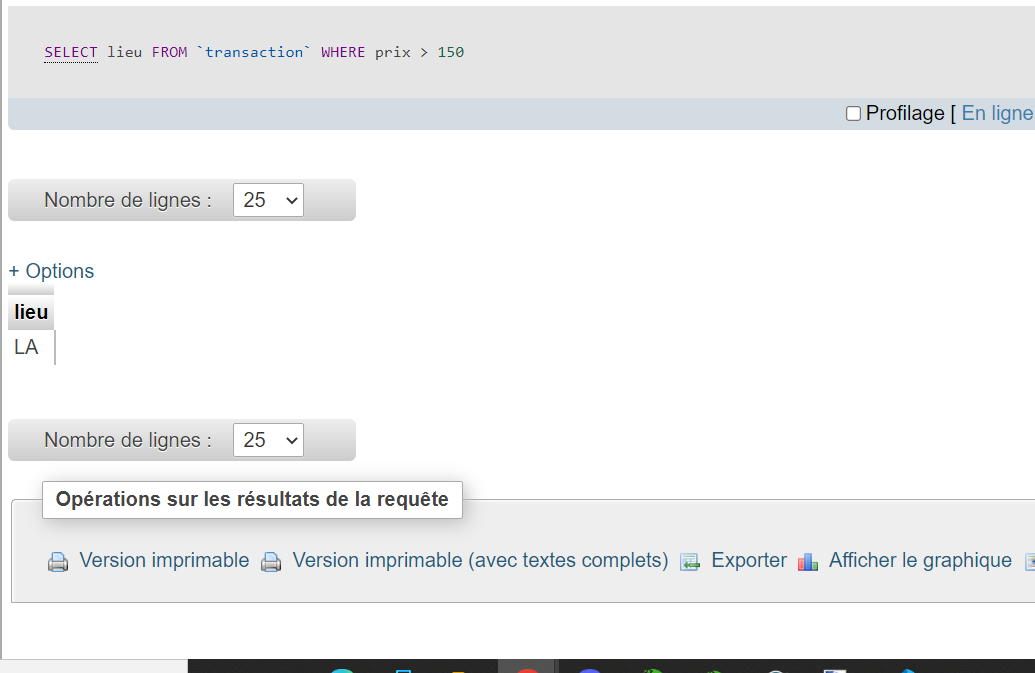 SELECT lieu FROM `transaction` WHERE prix > 150
Profilage [ En ligne
Nombre de lignes : 25
+ Options
lieu
LA
Nombre de lignes : 25
Opérations sur les résultats de la requête
Version imprimable Version imprimable (avec textes complets) Exporter Afficher le graphique